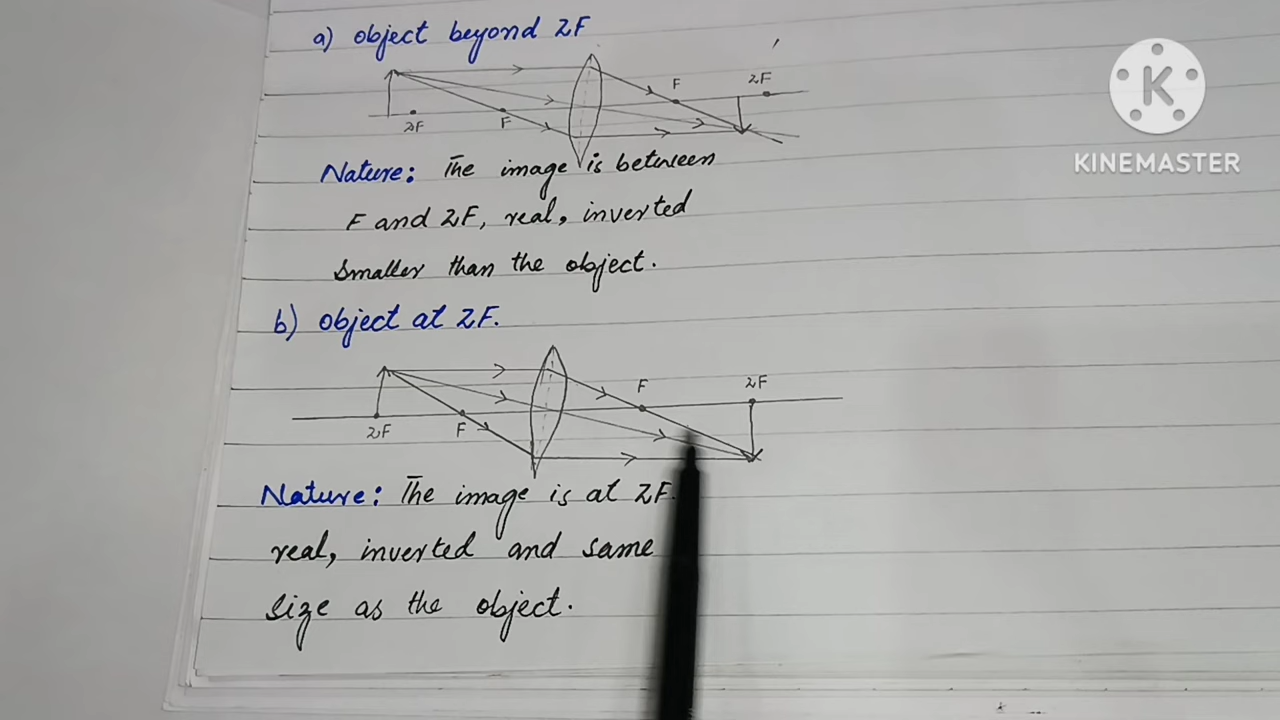 a) object beyond 2F
2F
F
F
2F
Nature: The image is between
F and 2F, real, inverted
smaller than the object.
b) object at 2F.
2F
F
F
2F
Nature: The image is at 2F.
real, inverted and same
size as the object.
K
KINEMASTER